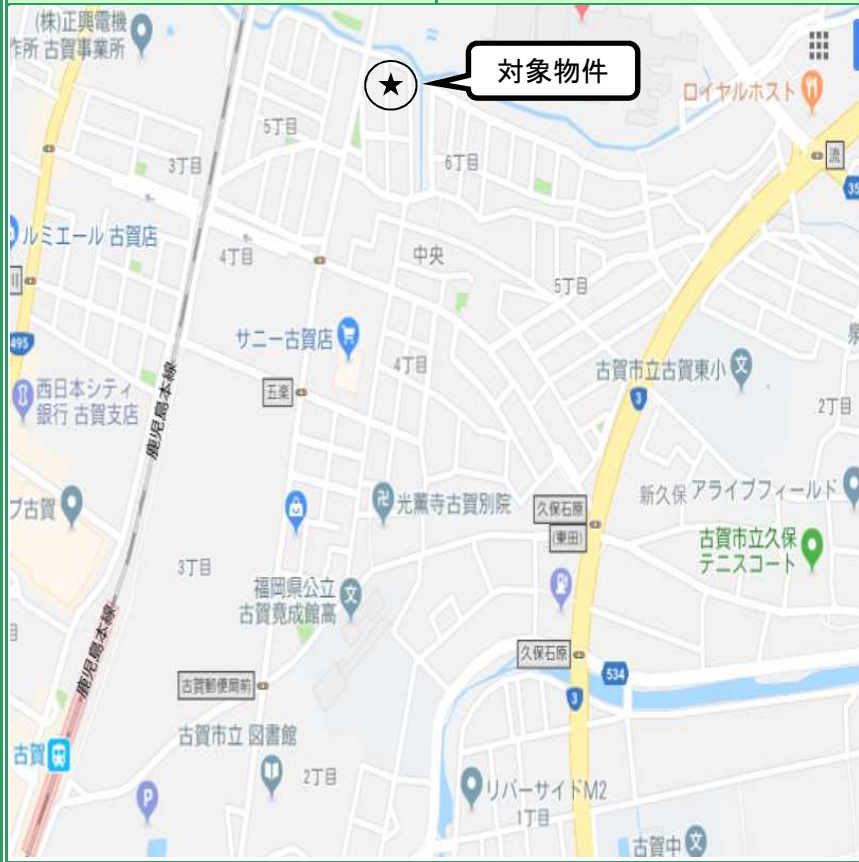 (株)正興電機
作所 古賀事業所
★
対象物件
ロイヤルホスト
流
35
5丁目
3丁目
6丁目
ルミエール 古賀店
4丁目
中央
5丁目
川
495
サニー古賀店
4丁目
古賀市立古賀東小
3
2丁目
西日本シティ
銀行 古賀支店
五楽
鹿児島本線
プ古賀
光薫寺古賀別院
久保石原
(東田)
新久保
アライブフィールド
古賀市立久保
テニスコート
3丁目
福岡県公立
古賀竟成館高
鹿児島本線
久保石原
534
3
古賀郵便局前
古賀
古賀市立 図書館
2丁目
P
リバーサイドM2
1丁目
古賀中
文